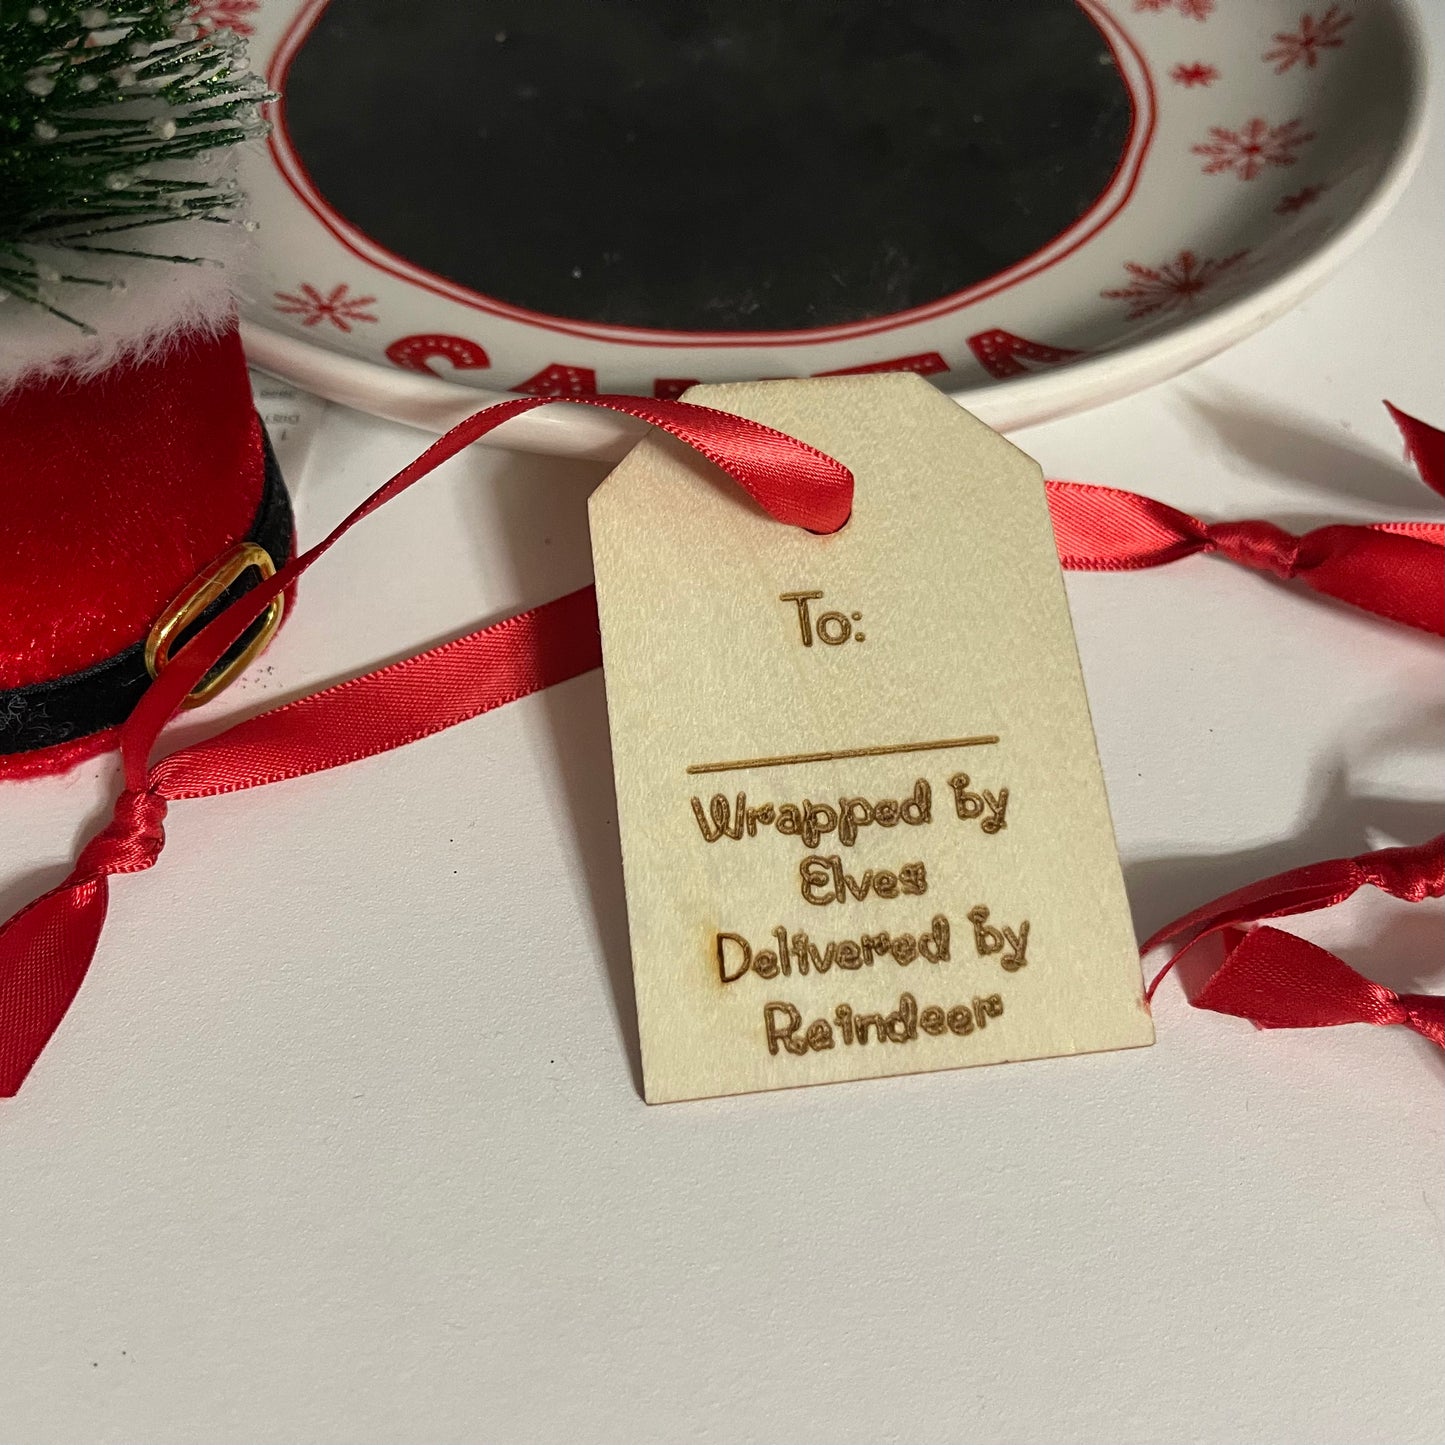 To:
Wrapped by
Elves
Delivered by
Reindeer